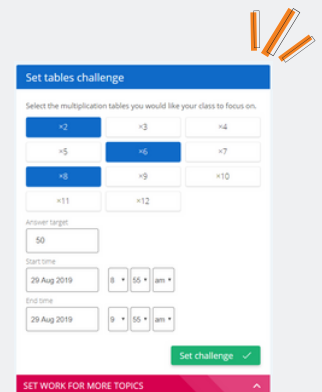 Set tables challenge
Select the multiplication tables you would like your class to focus on.
×2 ×3 ×4
×5 ×6 ×7
×8 ×9 ×10
×11 ×12
Answer target
50
Start time
29 Aug 2019 8 55 am
End time
29 Aug 2019 9 55 am
Set challenge
SET WORK FOR MORE TOPICS